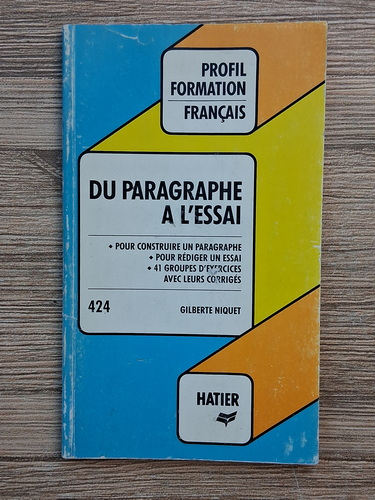 PROFIL
FORMATION
FRANÇAIS
DU PARAGRAPHE
A L'ESSAI
• POUR CONSTRUIRE UN PARAGRAPHE
• POUR RÉDIGER UN ESSAI
• 41 GROUPES D'EXERCICES
AVEC LEURS CORRIGÉS
424 GILBERTE NIQUET
HATIER